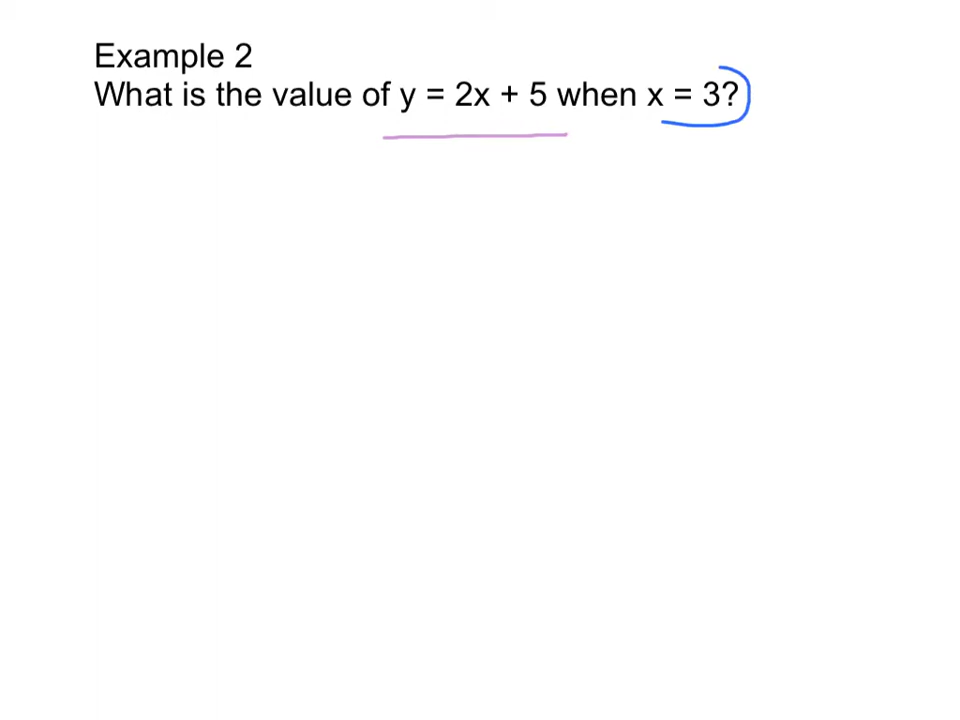 Example 2
What is the value of y = 2x + 5 when x = 3?